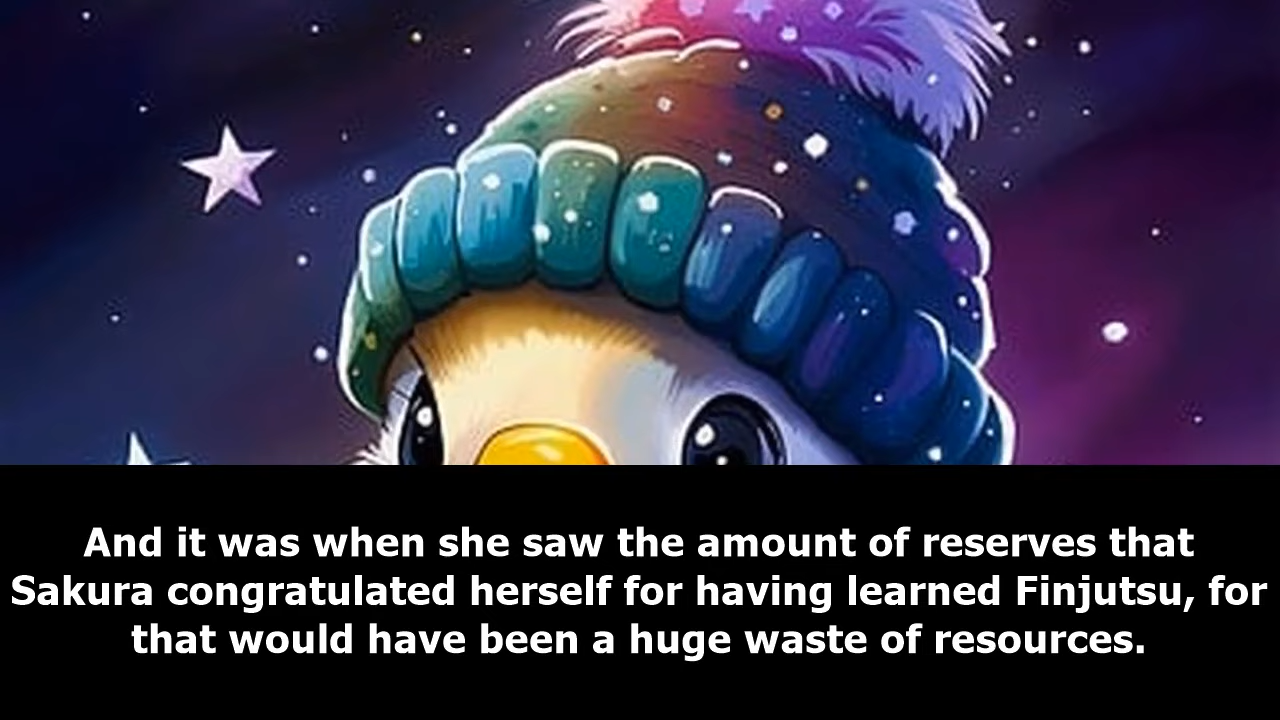 And it was when she saw the amount of reserves that
Sakura congratulated herself for having learned Finjutsu, for
that would have been a huge waste of resources.